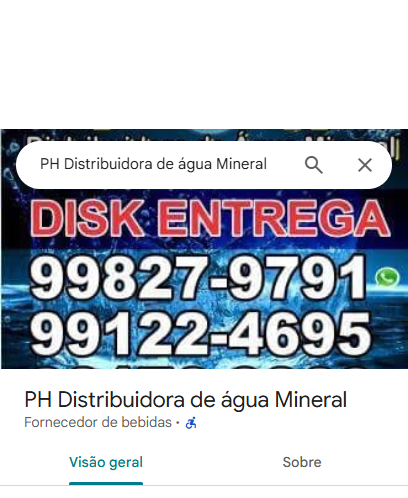 PH Distribuidora de água Mineral
DISK ENTREGA
99827-9791
99122-4695
PH Distribuidora de água Mineral
Fornecedor de bebidas ·
Visão geral
Sobre